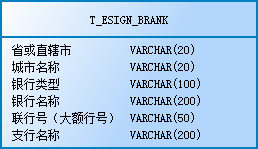 T_ESIGN_BRANK
省或直辖市 VARCHAR(20)
城市名称 VARCHAR(20)
银行类型 VARCHAR(100)
银行名称 VARCHAR(200)
联行号（大额行号） VARCHAR(50)
支行名称 VARCHAR(200)